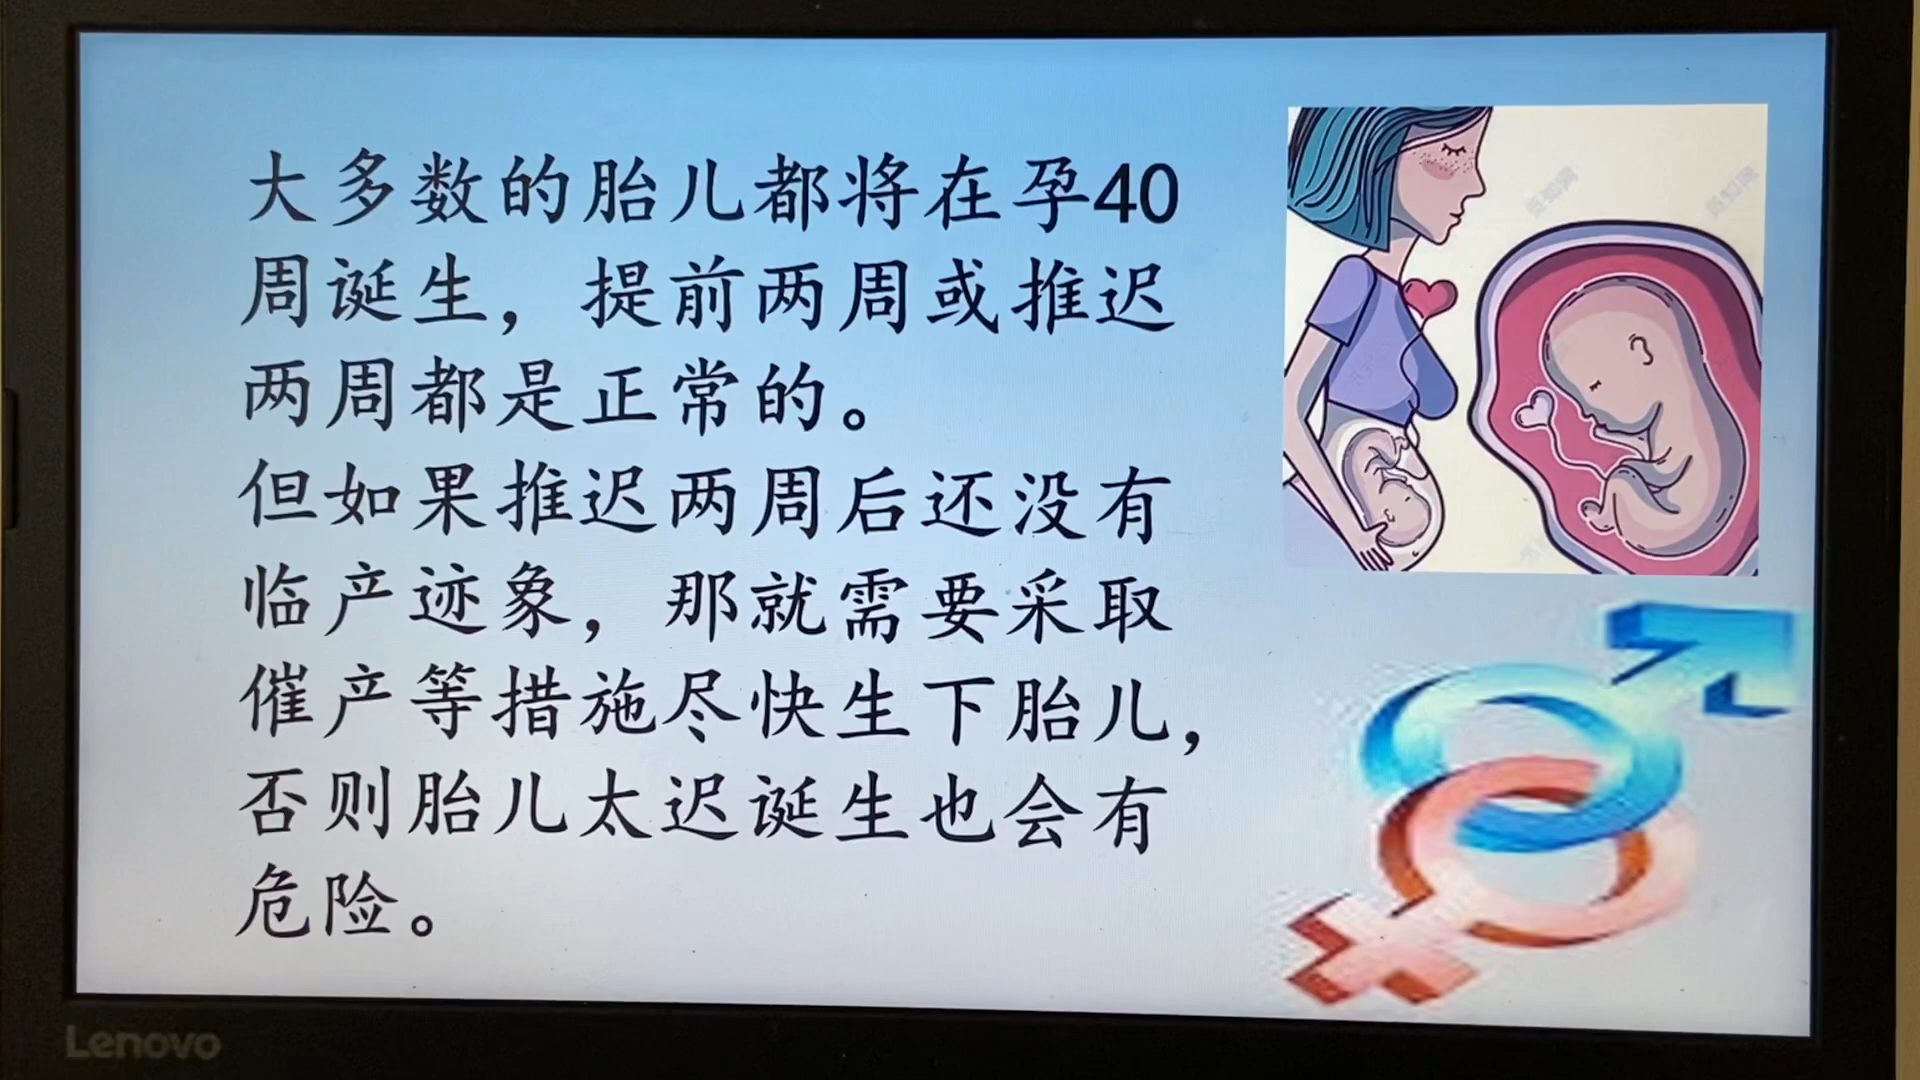 大多数的胎儿都将在孕40
周诞生，提前两周或推迟
两周都是正常的。
但如果推迟两周后还没有
临产迹象，那就需要采取
催产等措施尽快生下胎儿，
否则胎儿太迟诞生也会有
危险。
Lenovo